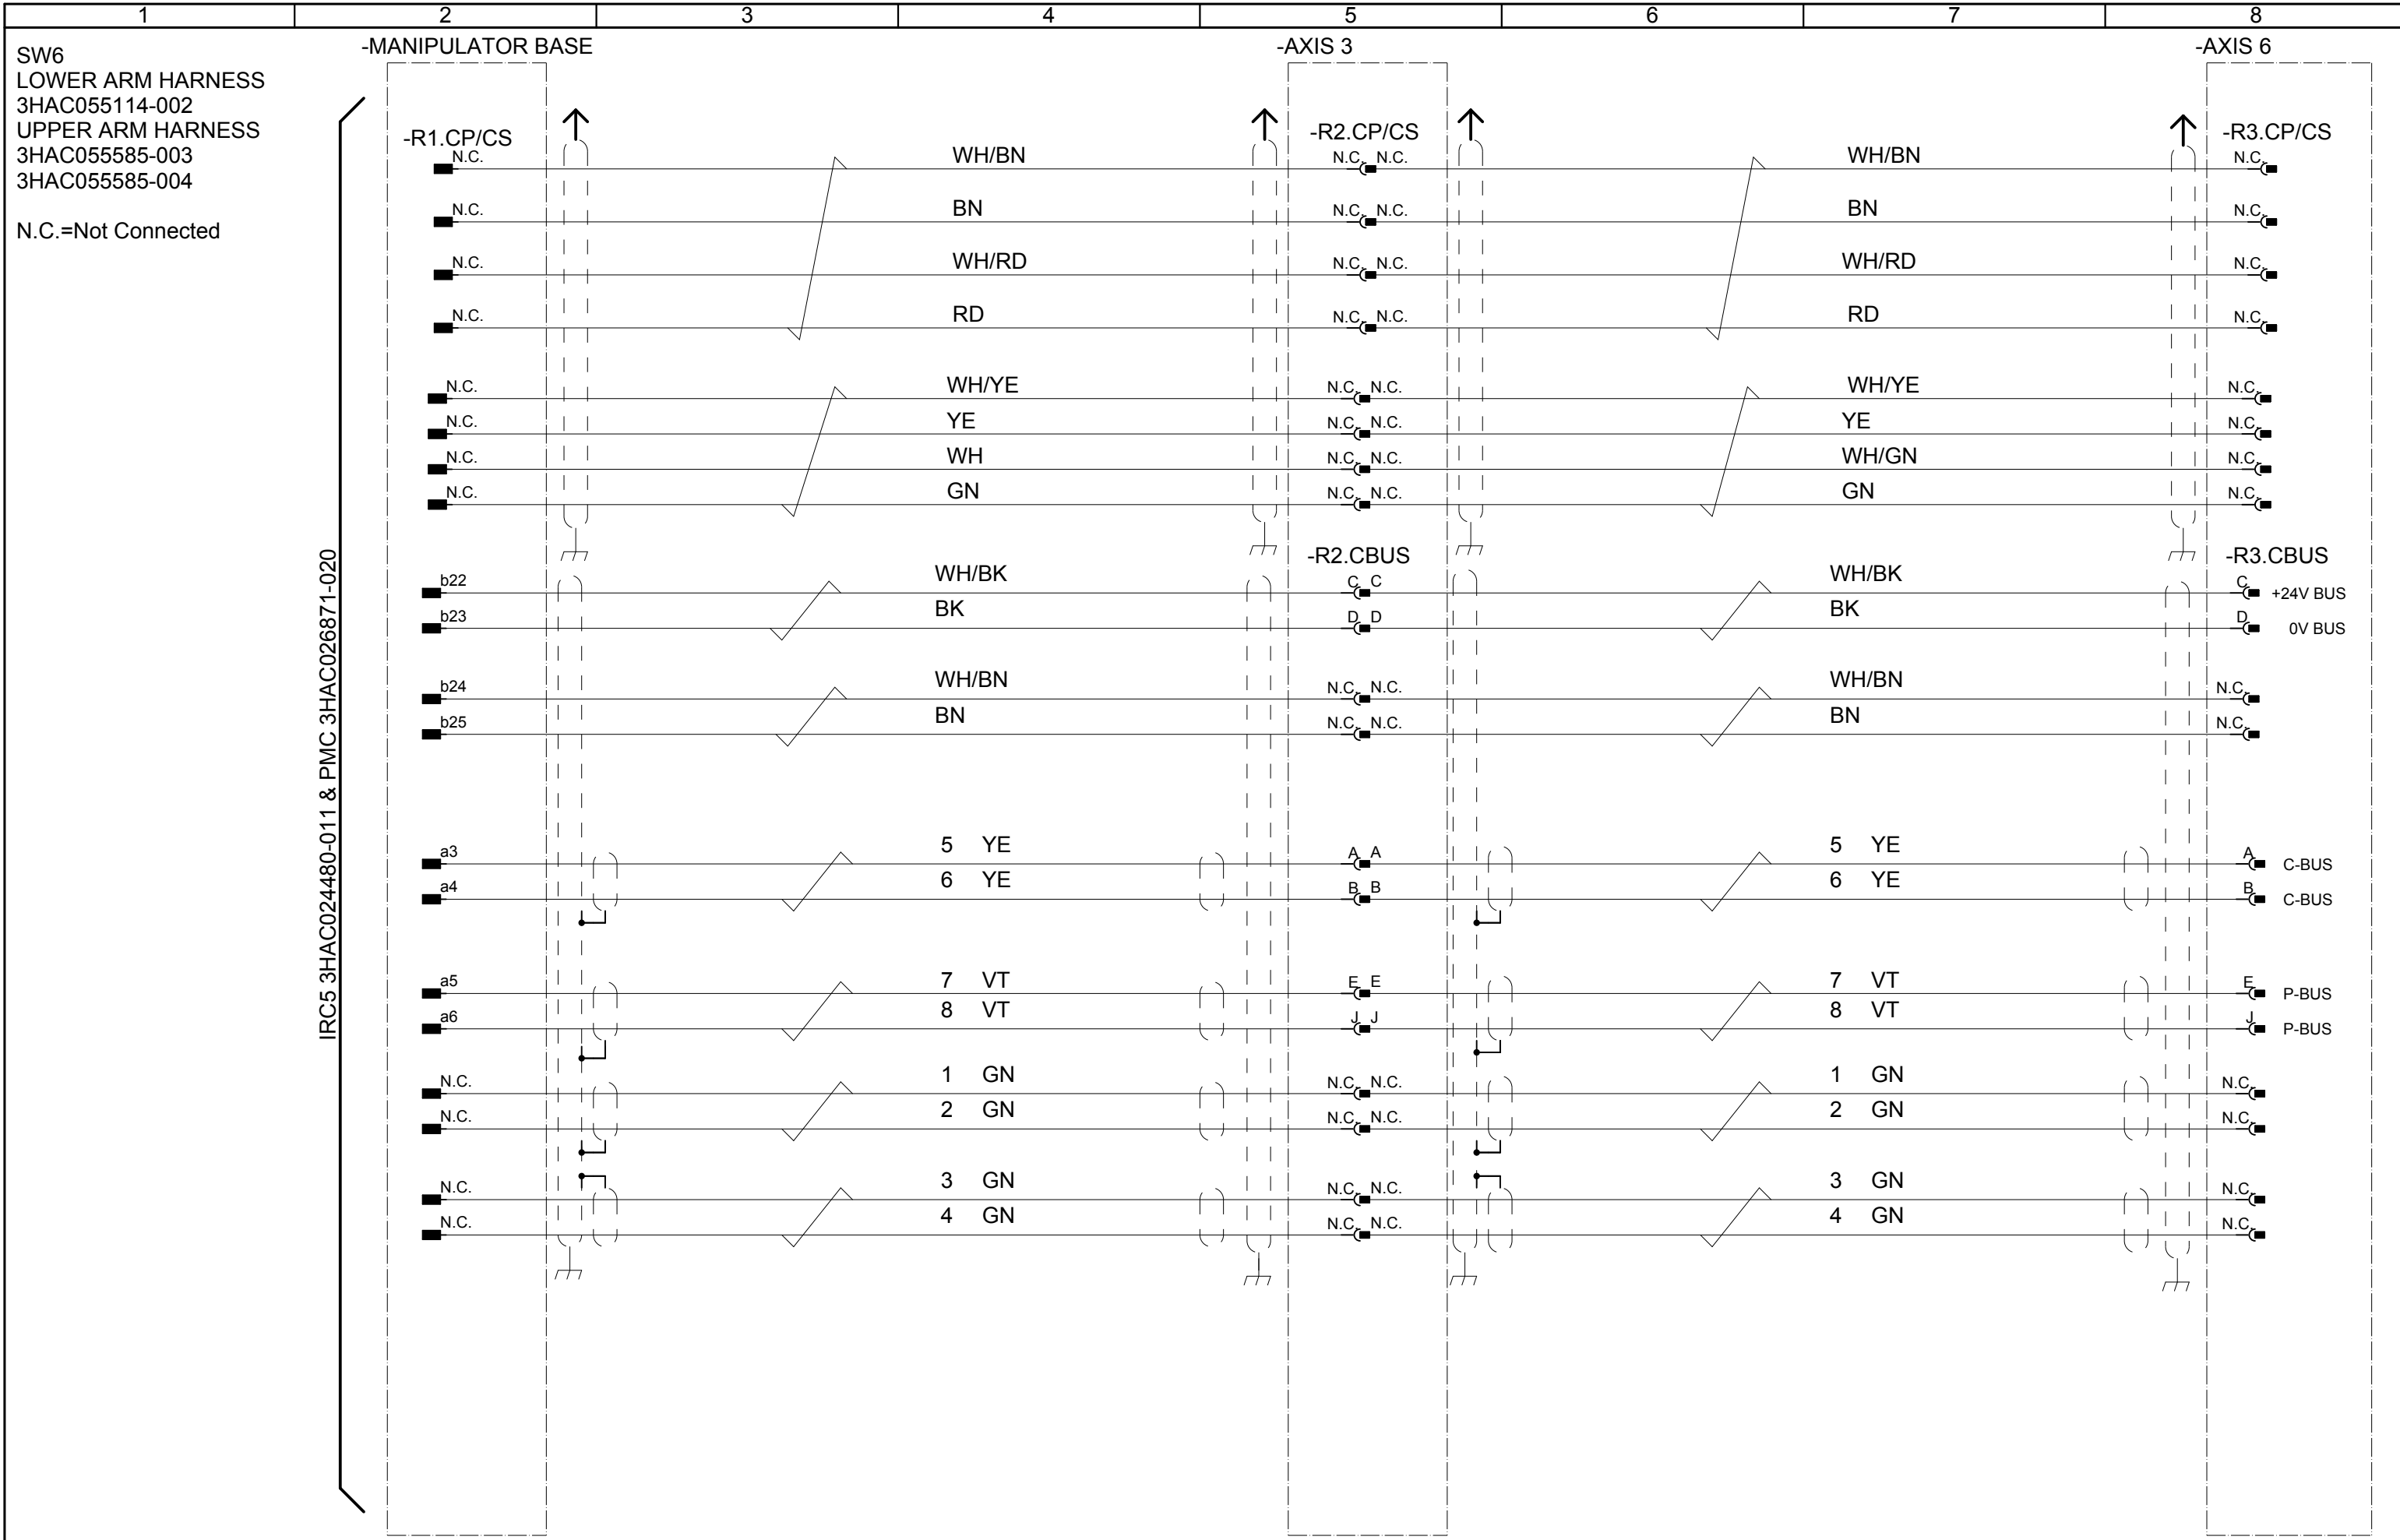 1 2 3 4 5 6 7 8
-MANIPULATOR BASE -AXIS 3 -AXIS 6
SW6
LOWER ARM HARNESS
3HAC055114-002
UPPER ARM HARNESS
3HAC055585-003
3HAC055585-004
N.C.=Not Connected
IRC5 3HAC024480-011 & PMC 3HAC026871-020
-R1.CP/CS -R2.CP/CS -R3.CP/CS
N.C. WH/BN N.C. N.C. WH/BN N.C.
N.C. BN N.C. N.C. BN N.C.
N.C. WH/RD N.C. N.C. WH/RD N.C.
N.C. RD N.C. N.C. RD N.C.
N.C. WH/YE N.C. N.C. WH/YE N.C.
N.C. YE N.C. N.C. YE N.C.
N.C. WH N.C. N.C. WH/GN N.C.
N.C. GN N.C. N.C. GN N.C.
-R2.CBUS -R3.CBUS
b22 WH/BK C C WH/BK C +24V BUS
b23 BK D D BK D 0V BUS
b24 WH/BN N.C. N.C. WH/BN N.C.
b25 BN N.C. N.C. BN N.C.
a3 5 YE A A 5 YE A C-BUS
a4 6 YE B B 6 YE B C-BUS
a5 7 VT E E 7 VT E P-BUS
a6 8 VT J J 8 VT J P-BUS
N.C. 1 GN N.C. N.C. 1 GN N.C.
N.C. 2 GN N.C. N.C. 2 GN N.C.
N.C. 3 GN N.C. N.C. 3 GN N.C.
N.C. 4 GN N.C. N.C. 4 GN N.C.